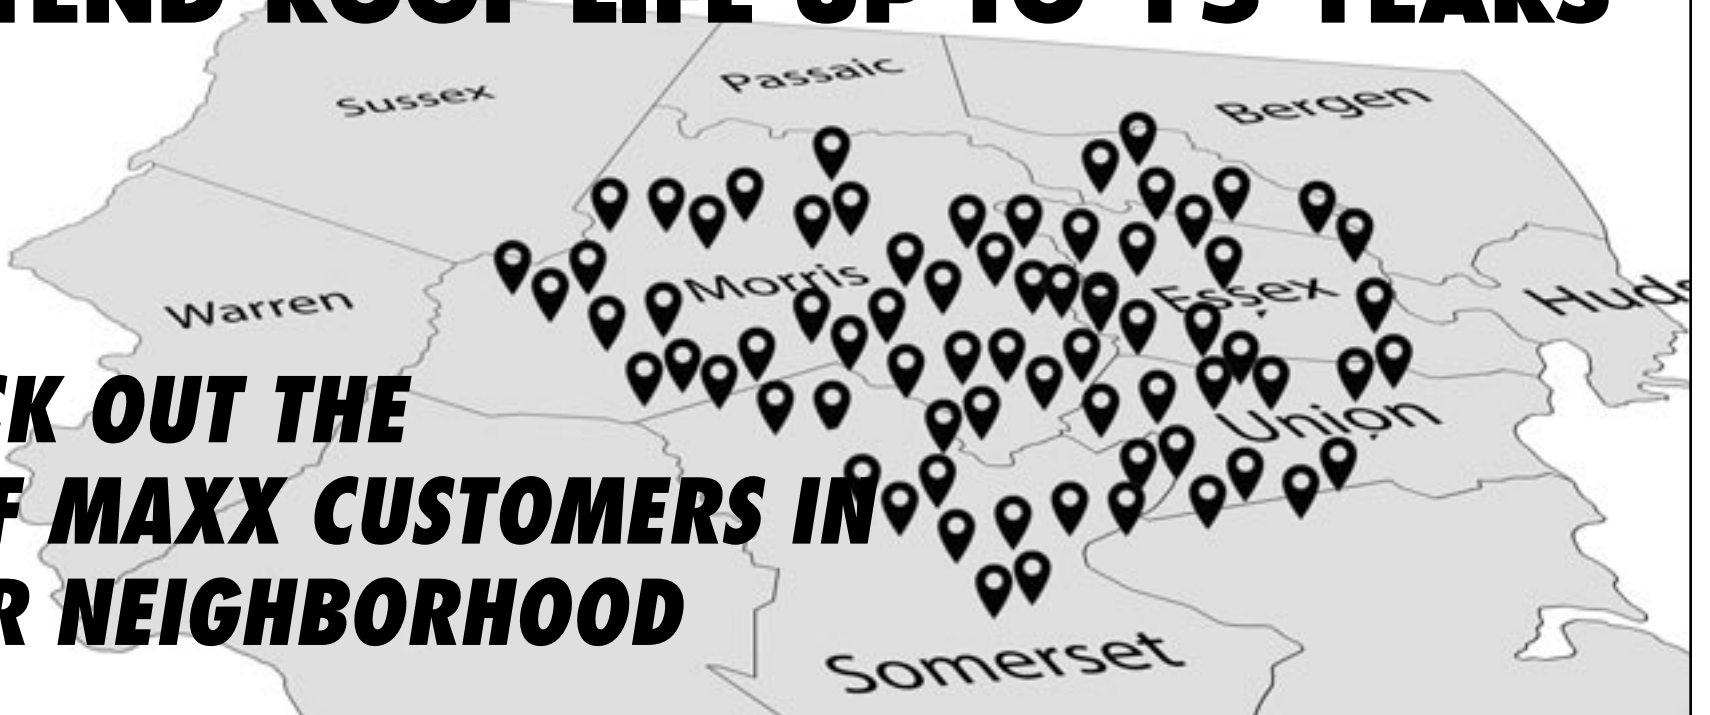 TEND ROOF LIFE UP TO 15 YEARS
Passaic
Sussex
Bergen
Morris
Essex
Warren
Huds
CK OUT THE
Union
F MAXX CUSTOMERS IN
R NEIGHBORHOOD
Somerset